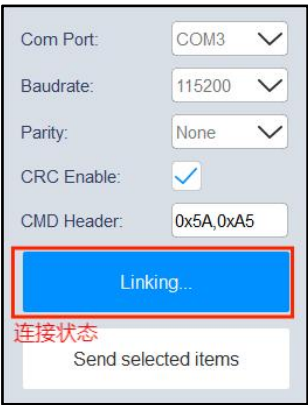 Com Port: COM3
Baudrate: 115200
Parity: None
CRC Enable:
CMD Header: 0x5A,0xA5
Linking...
连接状态
Send selected items